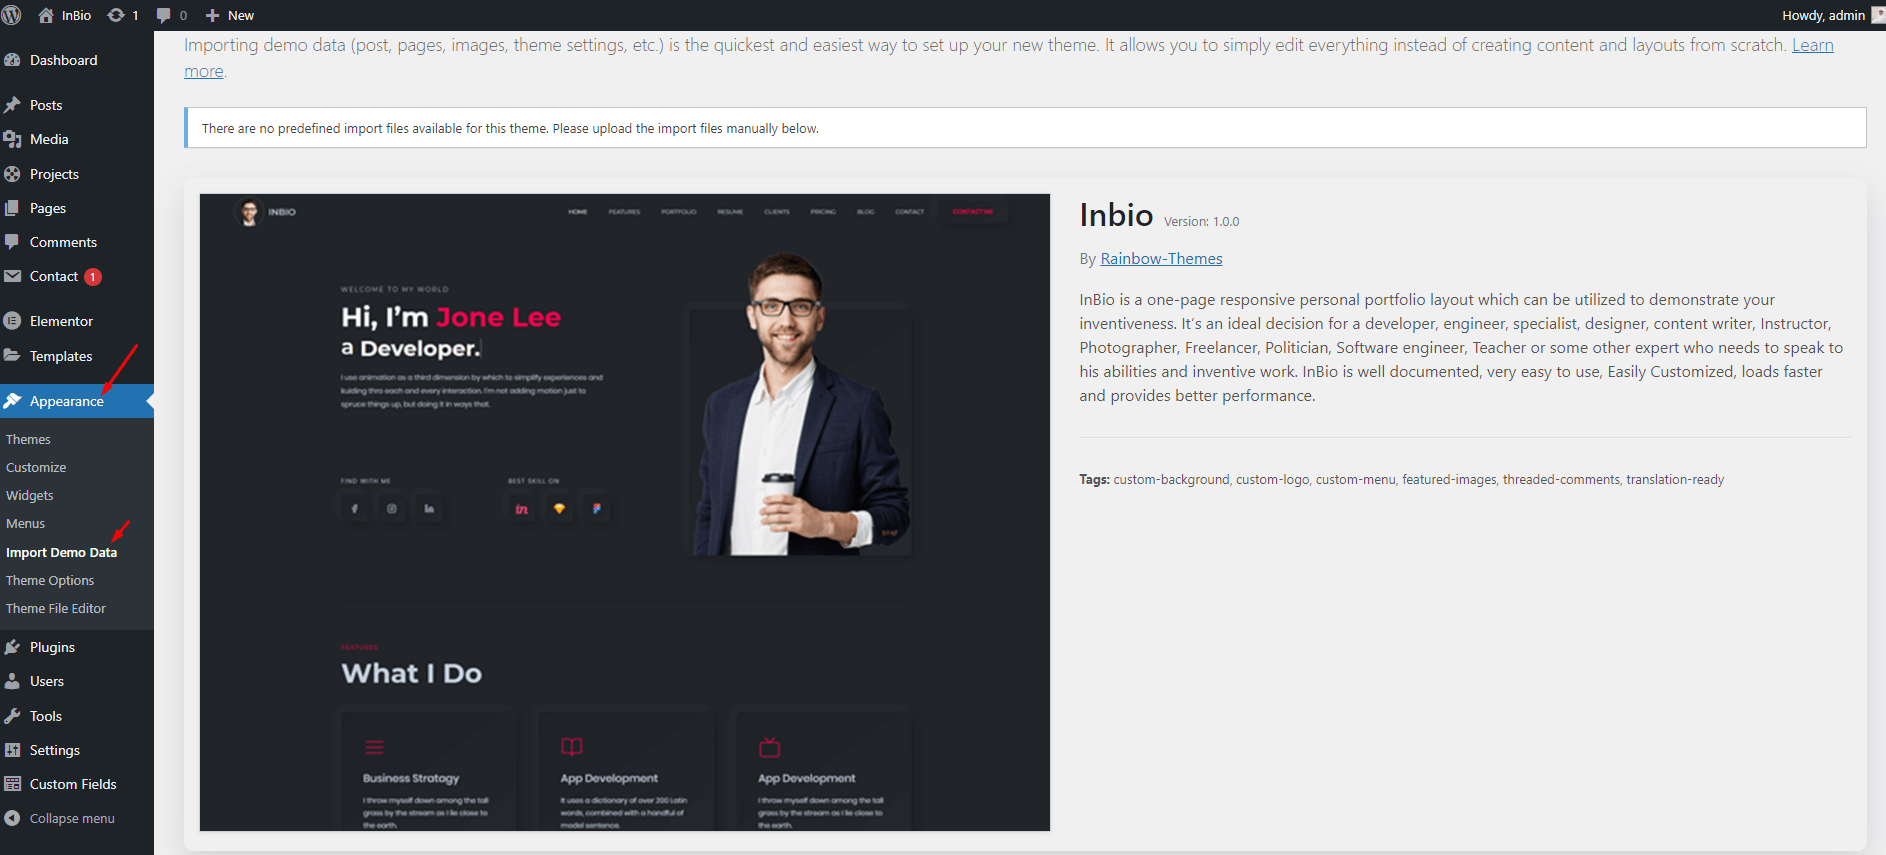 InBio
1
0
New
Howdy, admin
Dashboard
Posts
Media
Projects
Pages
Comments
Contact 1
Elementor
Templates
Appearance
Themes
Customize
Widgets
Menus
Import Demo Data
Theme Options
Theme File Editor
Plugins
Users
Tools
Settings
Custom Fields
Collapse menu
Importing demo data (post, pages, images, theme settings, etc.) is the quickest and easiest way to set up your new theme. It allows you to simply edit everything instead of creating content and layouts from scratch. Learn
more.
There are no predefined import files available for this theme. Please upload the import files manually below.
INBIO
HOME FEATURES PORTFOLIO RESUME CLIENTS PRICING BLOG CONTACT CONTACT ME
WELCOME TO MY WORLD
Hi, I’m Jone Lee
a Developer.
I use animation as a third dimension by which to simplify experiences and
kuiding thro each and every interaction. I'm not adding motion just to
spruce things up, but doing it in ways that.
FIND WITH ME
BEST SKILL ON
in
FEATURES
What I Do
Business Stratagy
I throw myself down among the tall
grass by the stream as I lie close to
the earth.
App Development
It uses a dictionary of over 200 Latin
words, combined with a handful of
model sentence.
App Development
I throw myself down among the tall
grass by the stream as I lie close to
the earth.
Inbio Version: 1.0.0
By Rainbow-Themes
InBio is a one-page responsive personal portfolio layout which can be utilized to demonstrate your
inventiveness. It’s an ideal decision for a developer, engineer, specialist, designer, content writer, Instructor,
Photographer, Freelancer, Politician, Software engineer, Teacher or some other expert who needs to speak to
his abilities and inventive work. InBio is well documented, very easy to use, Easily Customized, loads faster
and provides better performance.
Tags: custom-background, custom-logo, custom-menu, featured-images, threaded-comments, translation-ready